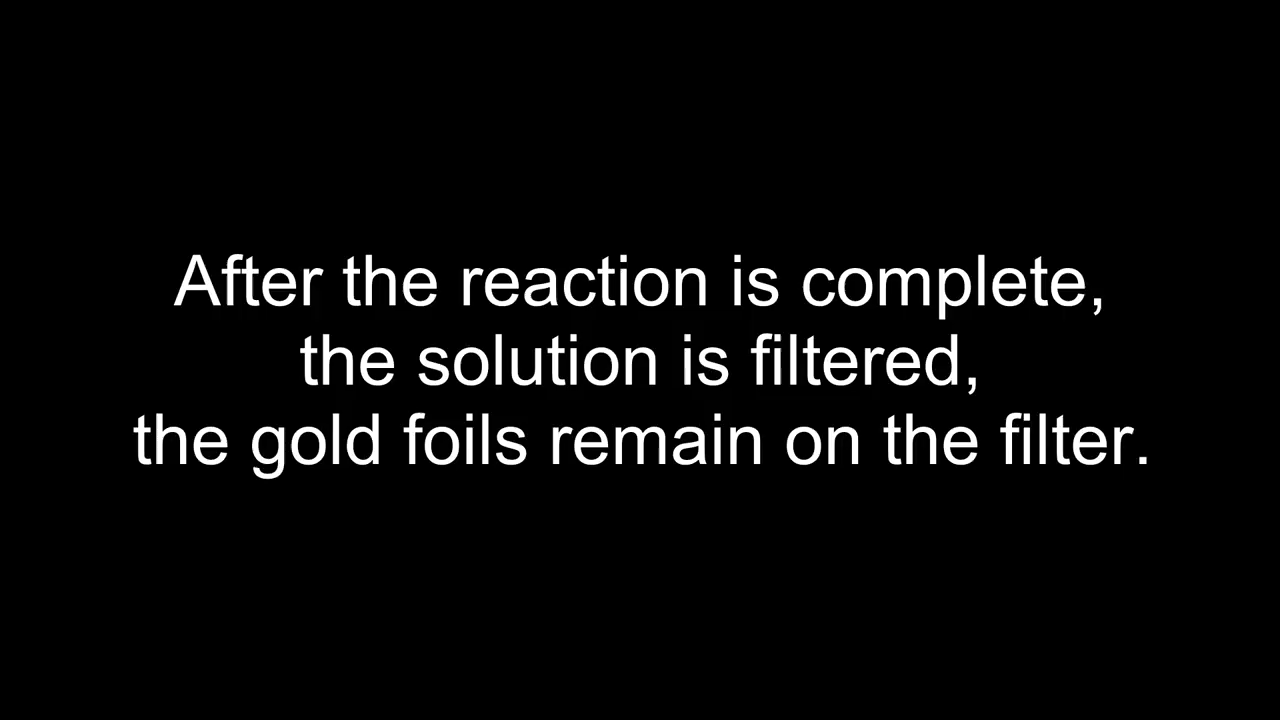 After the reaction is complete,
the solution is filtered,
the gold foils remain on the filter.